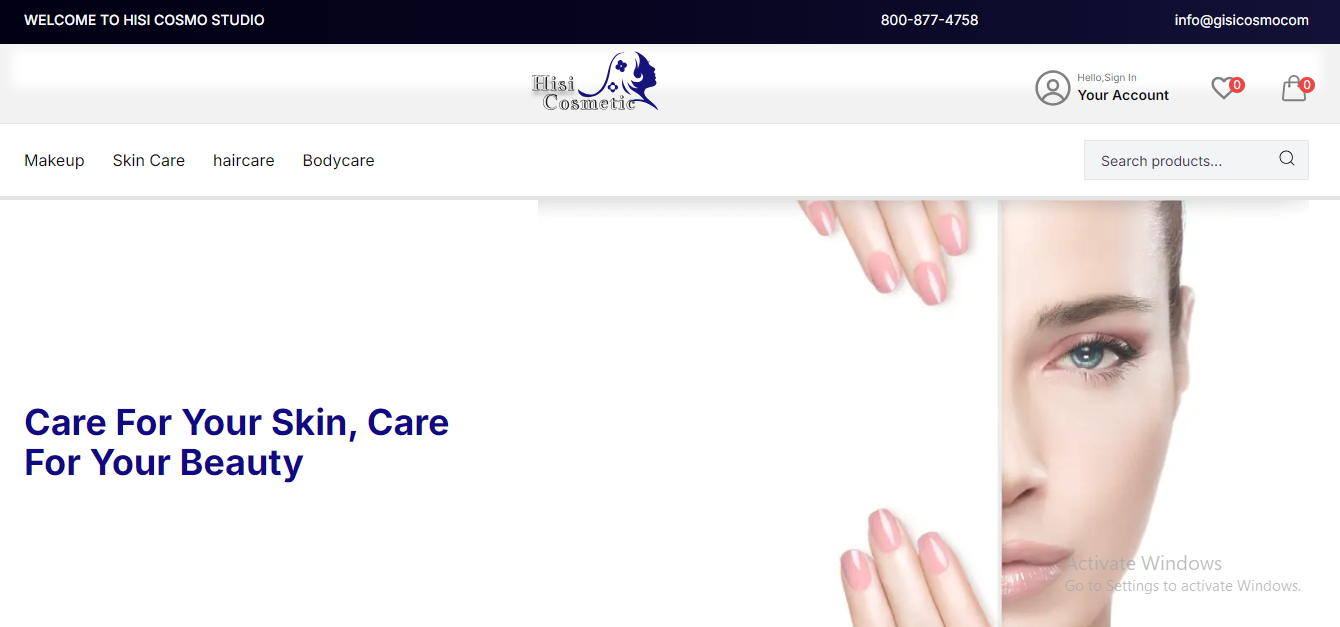 WELCOME TO HISI COSMO STUDIO
800-877-4758
info@gisicosmocom
Hisi
Cosmetic
Hello,Sign In
Your Account
0
0
Makeup
Skin Care
haircare
Bodycare
Search products...
Care For Your Skin, Care
For Your Beauty
Activate Windows
Go to Settings to activate Windows.